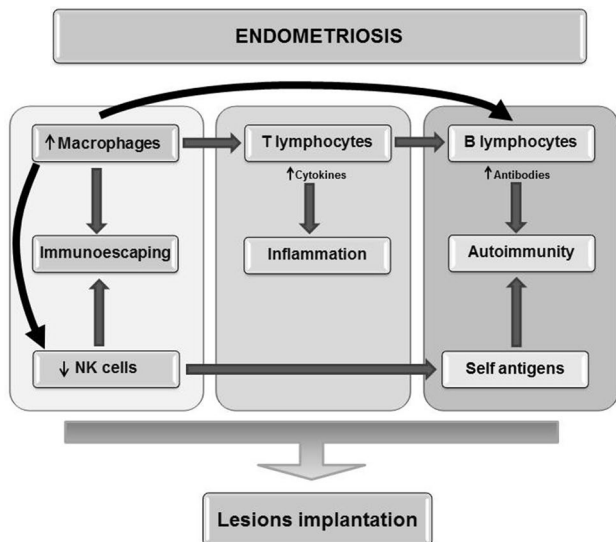 ENDOMETRIOSIS
↑ Macrophages
T lymphocytes
B lymphocytes
↑Cytokines
↑Antibodies
Immunoescaping
Inflammation
Autoimmunity
↓ NK cells
Self antigens
Lesions implantation